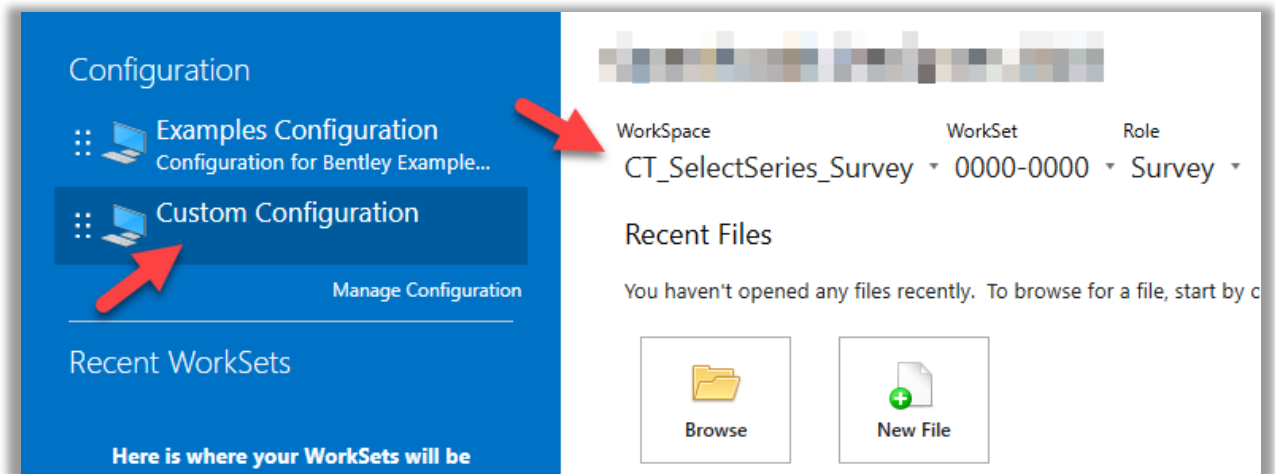 Configuration
Examples Configuration
Configuration for Bentley Example...
Custom Configuration
Manage Configuration
Recent WorkSets
Here is where your WorkSets will be
WorkSpace WorkSet Role
CT_SelectSeries_Survey 0000-0000 Survey
Recent Files
You haven't opened any files recently. To browse for a file, start by c
Browse New File